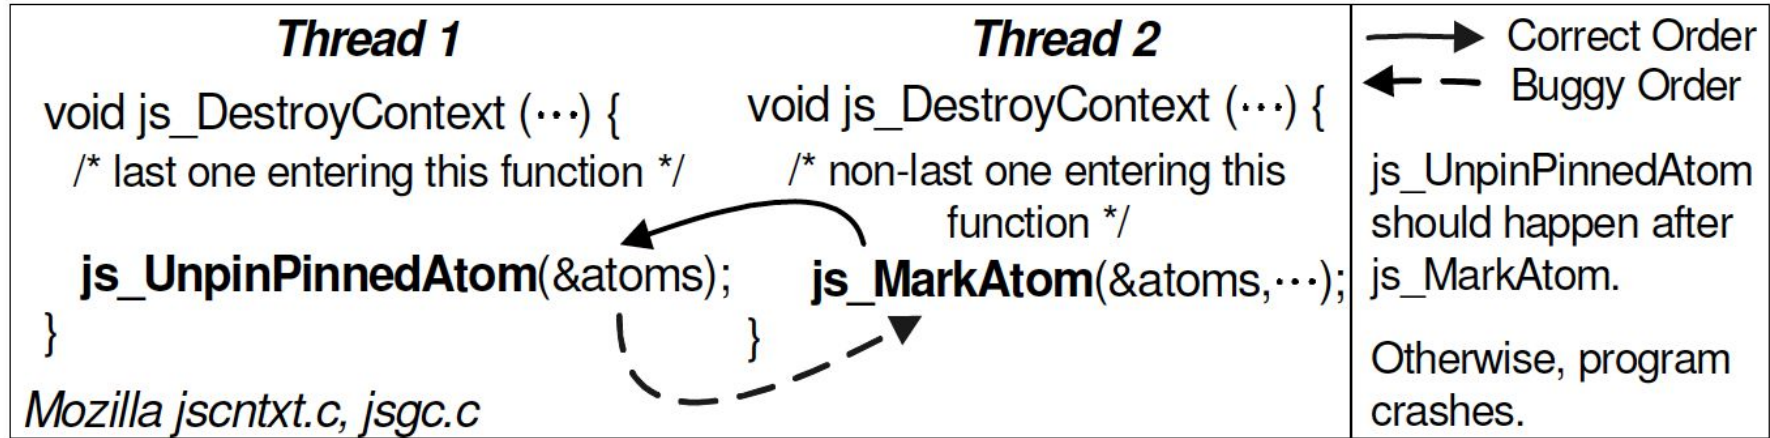 Thread 1
void js_DestroyContext (···) {
/* last one entering this function */
js_UnpinPinnedAtom(&atoms);
}
Mozilla jscntxt.c, jsgc.c
Thread 2
void js_DestroyContext (···) {
/* non-last one entering this
function */
js_MarkAtom(&atoms,···);
}
Correct Order
Buggy Order
js_UnpinPinnedAtom
should happen after
js_MarkAtom.
Otherwise, program
crashes.